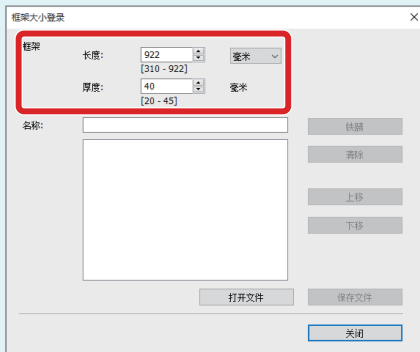 框架大小登录
框架
长度: 922 毫米
[310 - 922]
厚度: 40 毫米
[20 - 45]
名称:
清除
上移
下移
打开文件 保存文件
关闭